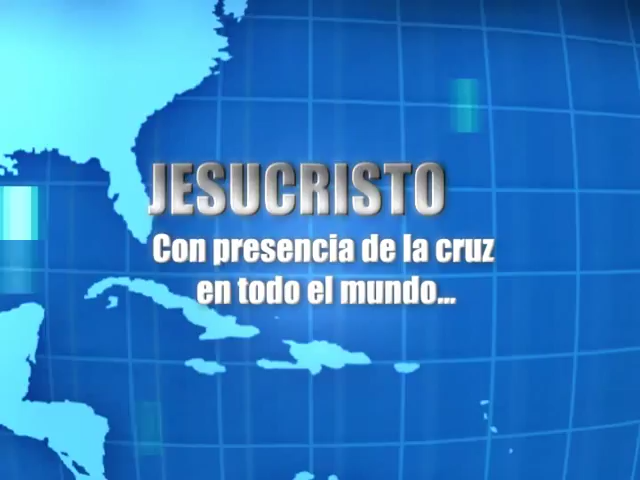 JESUCRISTO
Con presencia de la cruz
en todo el mundo...